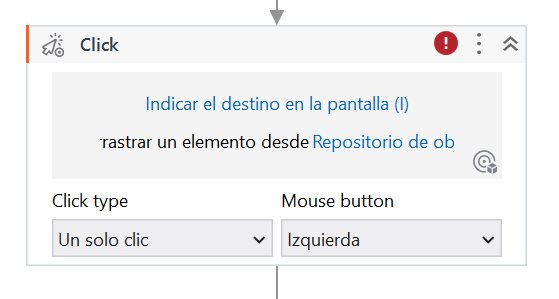 Click
Indicar el destino en la pantalla (I)
rrastrar un elemento desde Repositorio de ob
Click type
Mouse button
Un solo clic
Izquierda